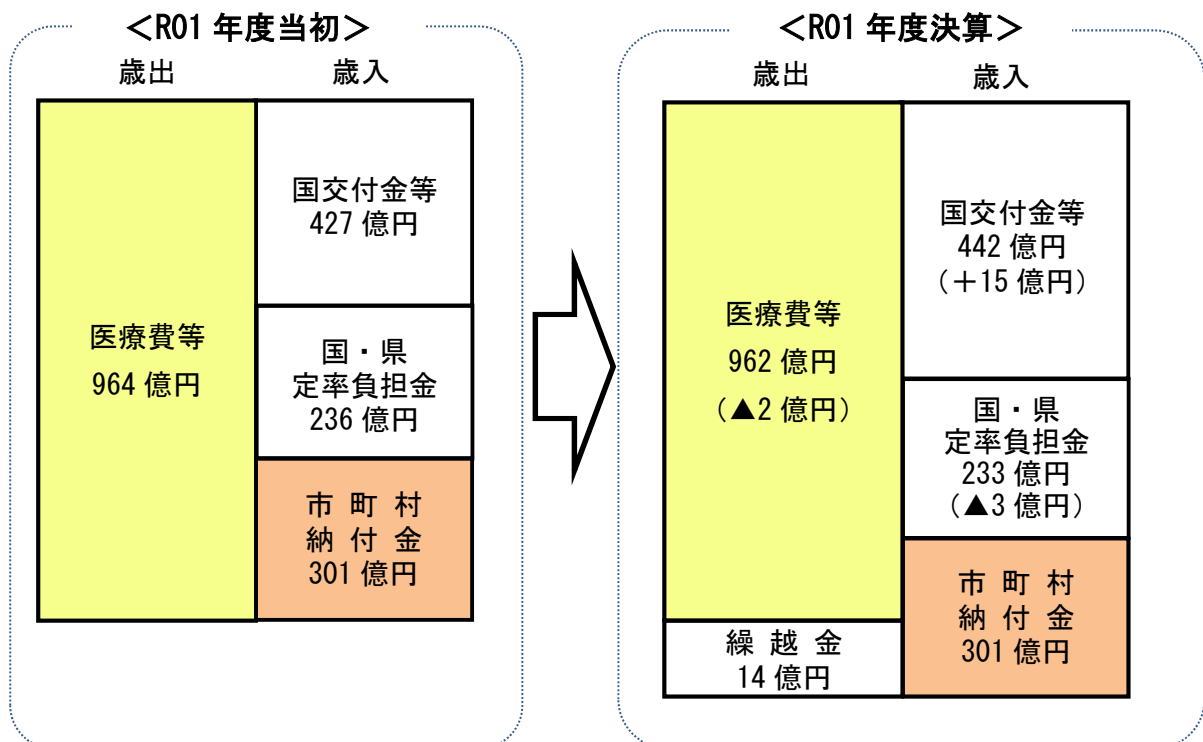 ＜R01 年度当初＞
歳出
歳入
医療費等
964 億円
国交付金等
427 億円
国・県
定率負担金
236 億円
市 町 村
納 付 金
301 億円
＜R01 年度決算＞
歳出
歳入
医療費等
962 億円
（▲2 億円）
繰 越 金
14 億円
国交付金等
442 億円
（＋15 億円）
国・県
定率負担金
233 億円
（▲3 億円）
市 町 村
納 付 金
301 億円